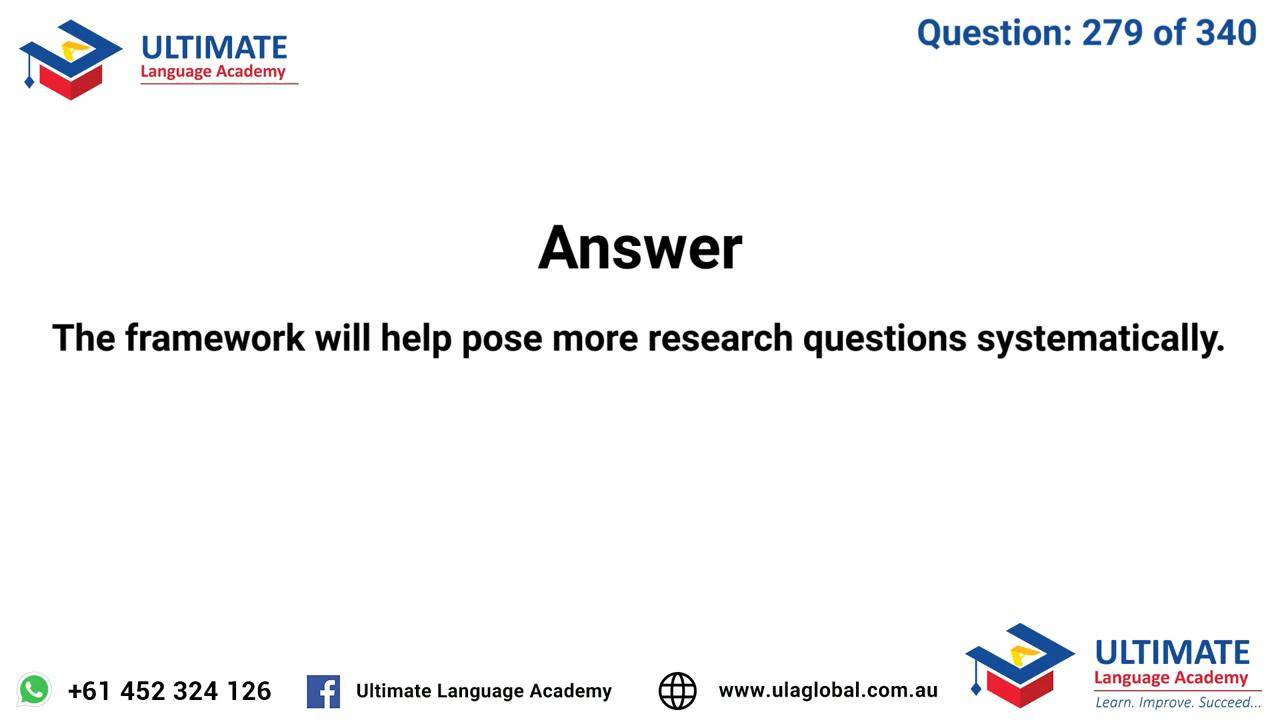 ULTIMATE
Language Academy
Question: 279 of 340
Answer
The framework will help pose more research questions systematically.
+61 452 324 126
Ultimate Language Academy
www.ulaglobal.com.au
ULTIMATE
Language Academy
Learn. Improve. Succeed...